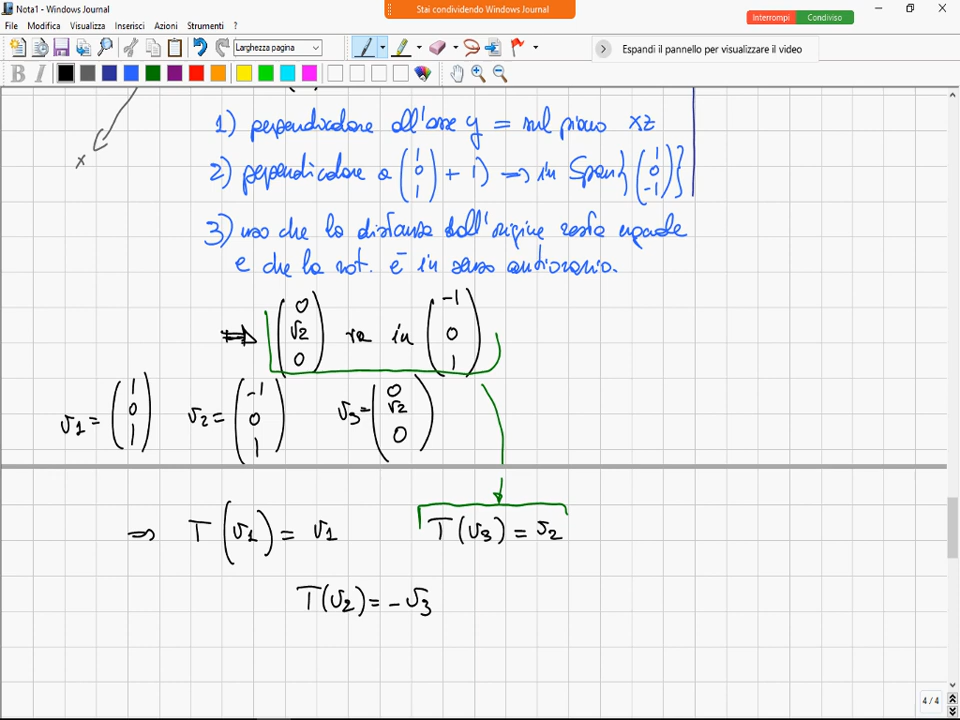 Nota1 - Windows Journal
Stai condividendo Windows Journal
Interrompi Condiviso
File Modifica Visualizza Inserisci Azioni Strumenti ?
Larghezza pagina
Espandi il pannello per visualizzare il video
B I
x
1) perpendicolare all'asse y = sul piano xz
2) perpendicolare a (1 0 1) + 1) => in Span{(1 0 -1)}
3) uso che la distanza dall'origine resta uguale
e che la rot. è in senso antiorario.
=> (0 √2 0) va in (-1 0 1)
v1 = (1 0 1) v2 = (-1 0 1) v3 = (0 √2 0)
=> T(v1) = v1 T(v3) = v2
T(v2) = -v3
4 / 4